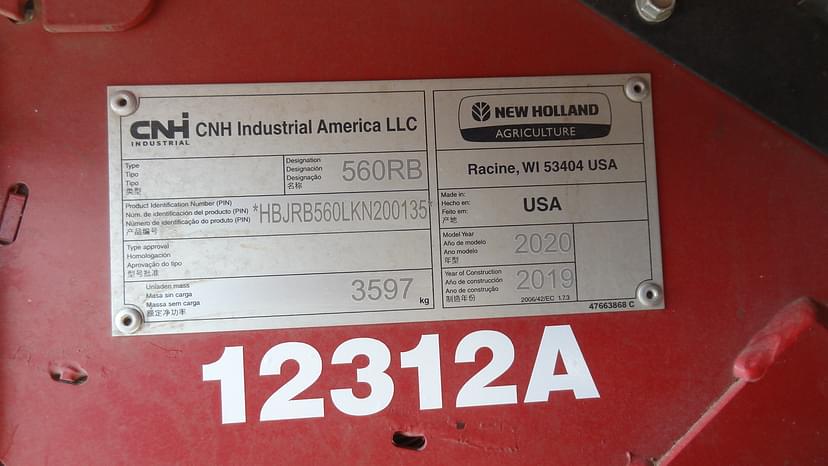 CNH
INDUSTRIAL
CNH Industrial America LLC
Type
Tipo
Tipo
类型
Designation
Designación
Designação
名称
560RB
Product Identification Number (PIN)
Núm. de identificación del producto (PIN)
Número de identificação do produto (PIN)
产品编号
*HBJRB560LKN200135*
Type approval
Homologación
Aprovação do tipo
型号批准
Unladen mass
Masa sin carga
Massa sem carga
额定净功率
3597
kg
NEW HOLLAND
AGRICULTURE
Racine, WI 53404 USA
Made in:
Hecho en:
Feito em:
产地
USA
Model Year
Año de modelo
Ano modelo
年型
2020
Year of Construction
Año de construcción
Ano de construção
制造年份
2019
2006/42/EC 1.7.3
47663868 C
12312A